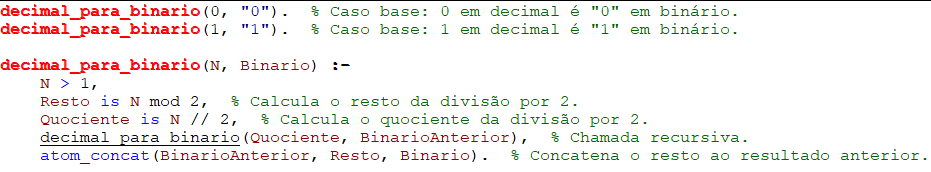 decimal_para_binario(0, "0").  % Caso base: 0 em decimal é "0" em binário.
decimal_para_binario(1, "1").  % Caso base: 1 em decimal é "1" em binário.
decimal_para_binario(N, Binario) :-
    N > 1,
    Resto is N mod 2,  % Calcula o resto da divisão por 2.
    Quociente is N // 2,  % Calcula o quociente da divisão por 2.
    decimal_para_binario(Quociente, BinarioAnterior),  % Chamada recursiva.
    atom_concat(BinarioAnterior, Resto, Binario).  % Concatena o resto ao resultado anterior.